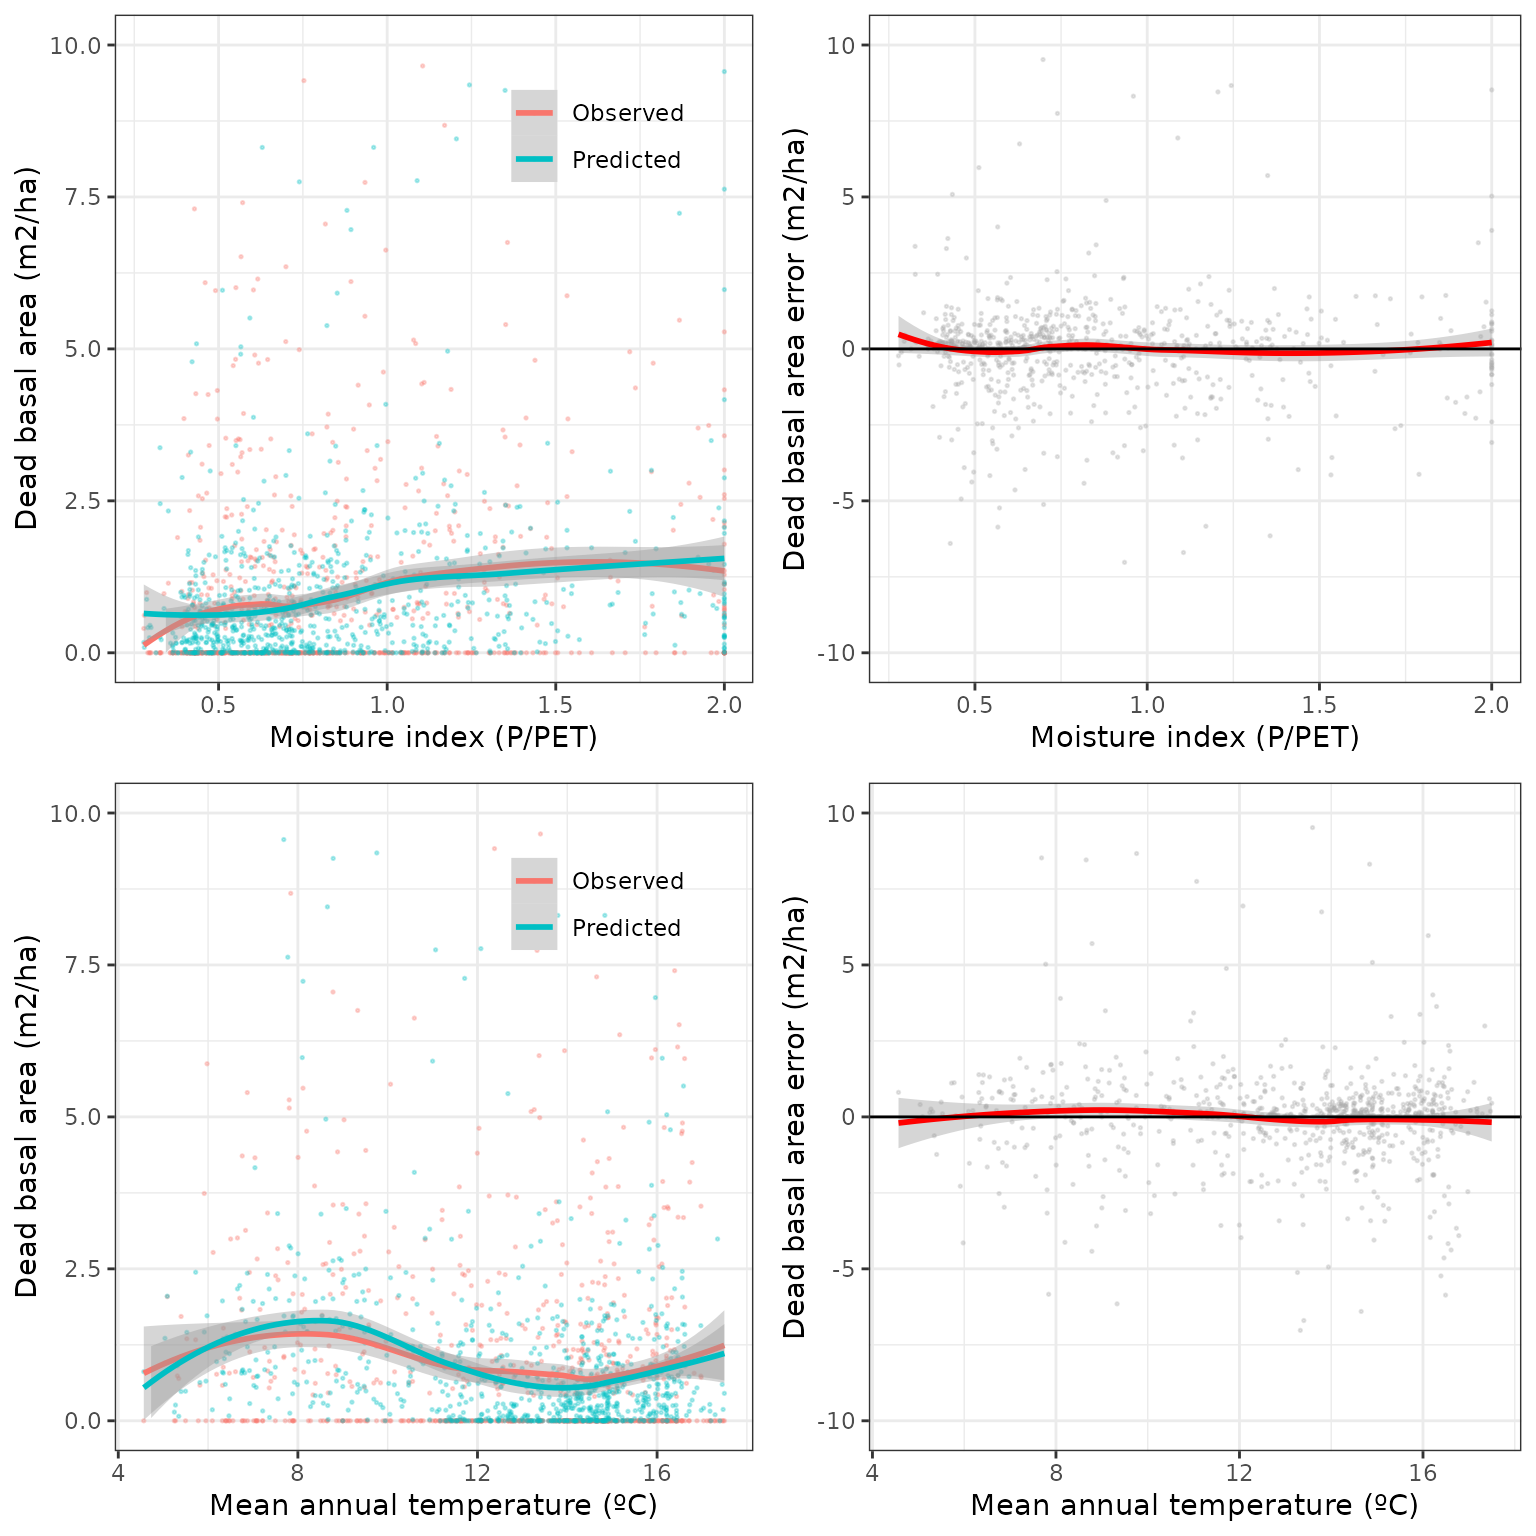 10.0
7.5
5.0
2.5
0.0
Dead basal area (m2/ha)
Observed
Predicted
0.5 1.0 1.5 2.0
Moisture index (P/PET)
10
5
0
-5
-10
Dead basal area error (m2/ha)
0.5 1.0 1.5 2.0
Moisture index (P/PET)
10.0
7.5
5.0
2.5
0.0
Dead basal area (m2/ha)
Observed
Predicted
4 8 12 16
Mean annual temperature (ºC)
10
5
0
-5
-10
Dead basal area error (m2/ha)
4 8 12 16
Mean annual temperature (ºC)